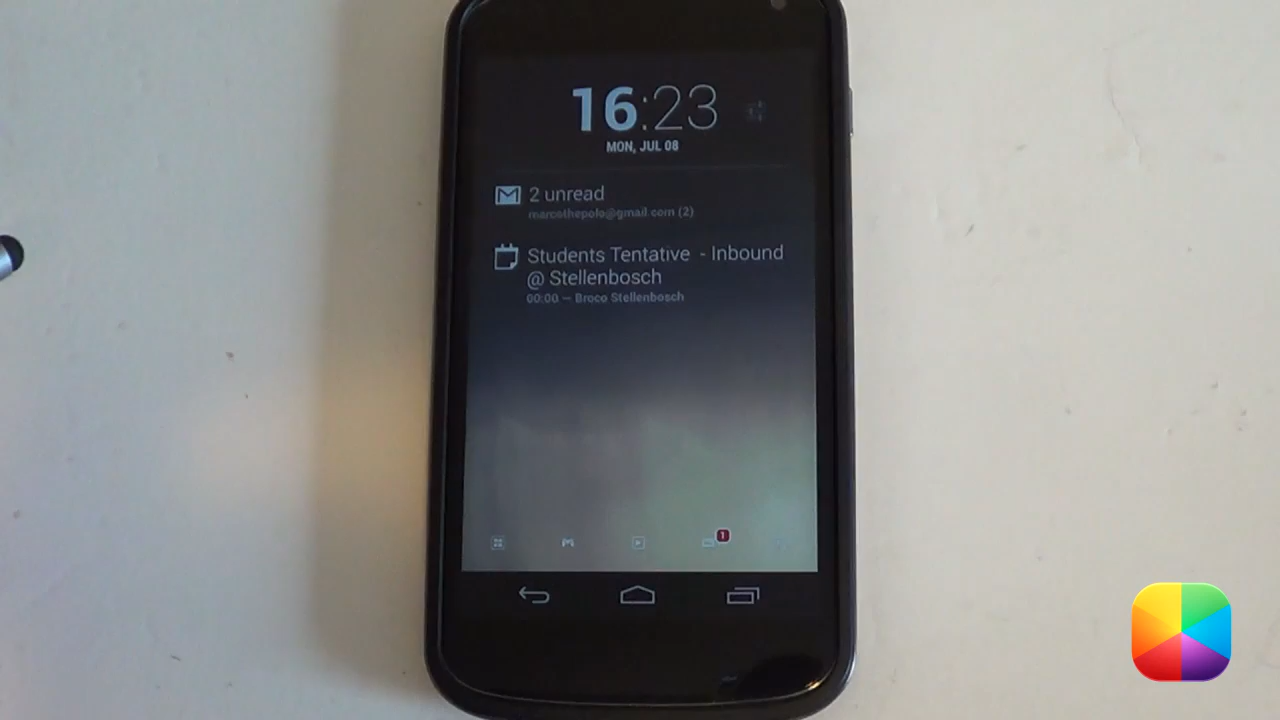 16:23
MON, JUL 08
2 unread
marcothepolo@gmail.com (2)
Students Tentative - Inbound
@ Stellenbosch
00:00 — Broco Stellenbosch
1